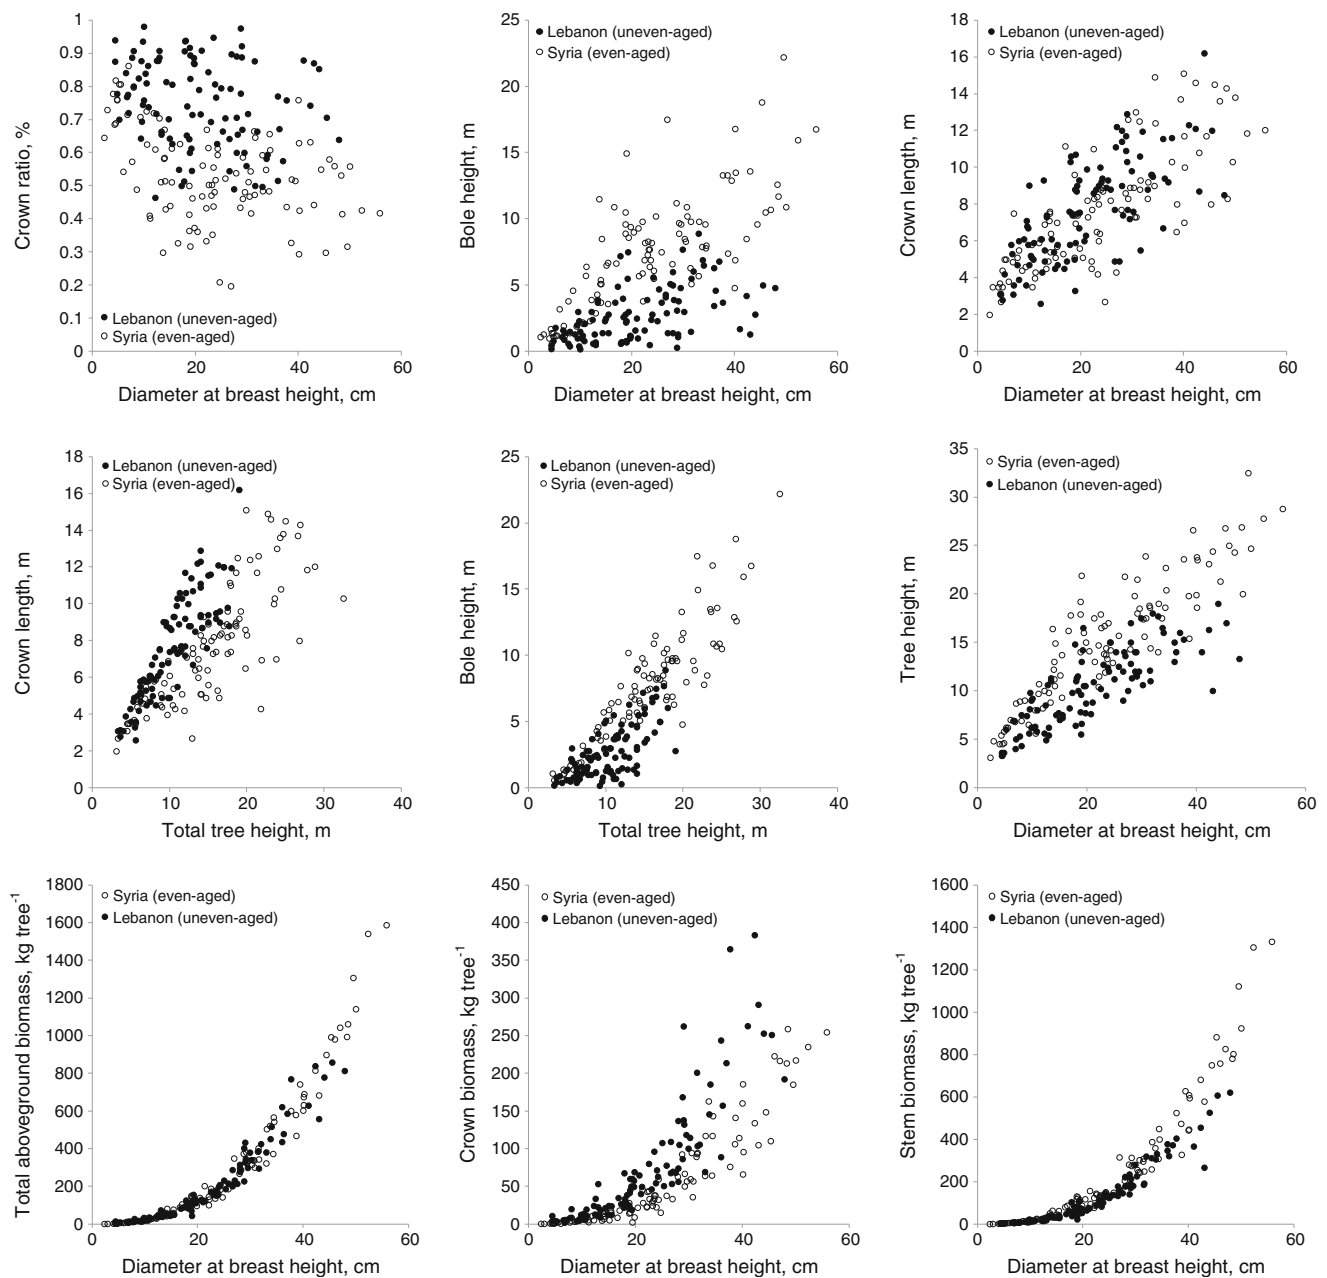 1
0.9
0.8
0.7
0.6
0.5
0.4
0.3
0.2
0.1
0
Crown ratio, %
Lebanon (uneven-aged)
Syria (even-aged)
0 20 40 60
Diameter at breast height, cm
25
20
15
10
5
0
Bole height, m
Lebanon (uneven-aged)
Syria (even-aged)
0 20 40 60
Diameter at breast height, cm
18
16
14
12
10
8
6
4
2
0
Crown length, m
Lebanon (uneven-aged)
Syria (even-aged)
0 20 40 60
Diameter at breast height, cm
18
16
14
12
10
8
6
4
2
0
Crown length, m
Lebanon (uneven-aged)
Syria (even-aged)
0 10 20 30 40
Total tree height, m
25
20
15
10
5
0
Bole height, m
Lebanon (uneven-aged)
Syria (even-aged)
0 10 20 30 40
Total tree height, m
35
30
25
20
15
10
5
0
Tree height, m
Syria (even-aged)
Lebanon (uneven-aged)
0 20 40 60
Diameter at breast height, cm
1800
1600
1400
1200
1000
800
600
400
200
0
Total aboveground biomass, kg tree⁻¹
Syria (even-aged)
Lebanon (uneven-aged)
0 20 40 60
Diameter at breast height, cm
450
400
350
300
250
200
150
100
50
0
Crown biomass, kg tree⁻¹
Syria (even-aged)
Lebanon (uneven-aged)
0 20 40 60
Diameter at breast height, cm
1600
1400
1200
1000
800
600
400
200
0
Stem biomass, kg tree⁻¹
Syria (even-aged)
Lebanon (uneven-aged)
0 20 40 60
Diameter at breast height, cm